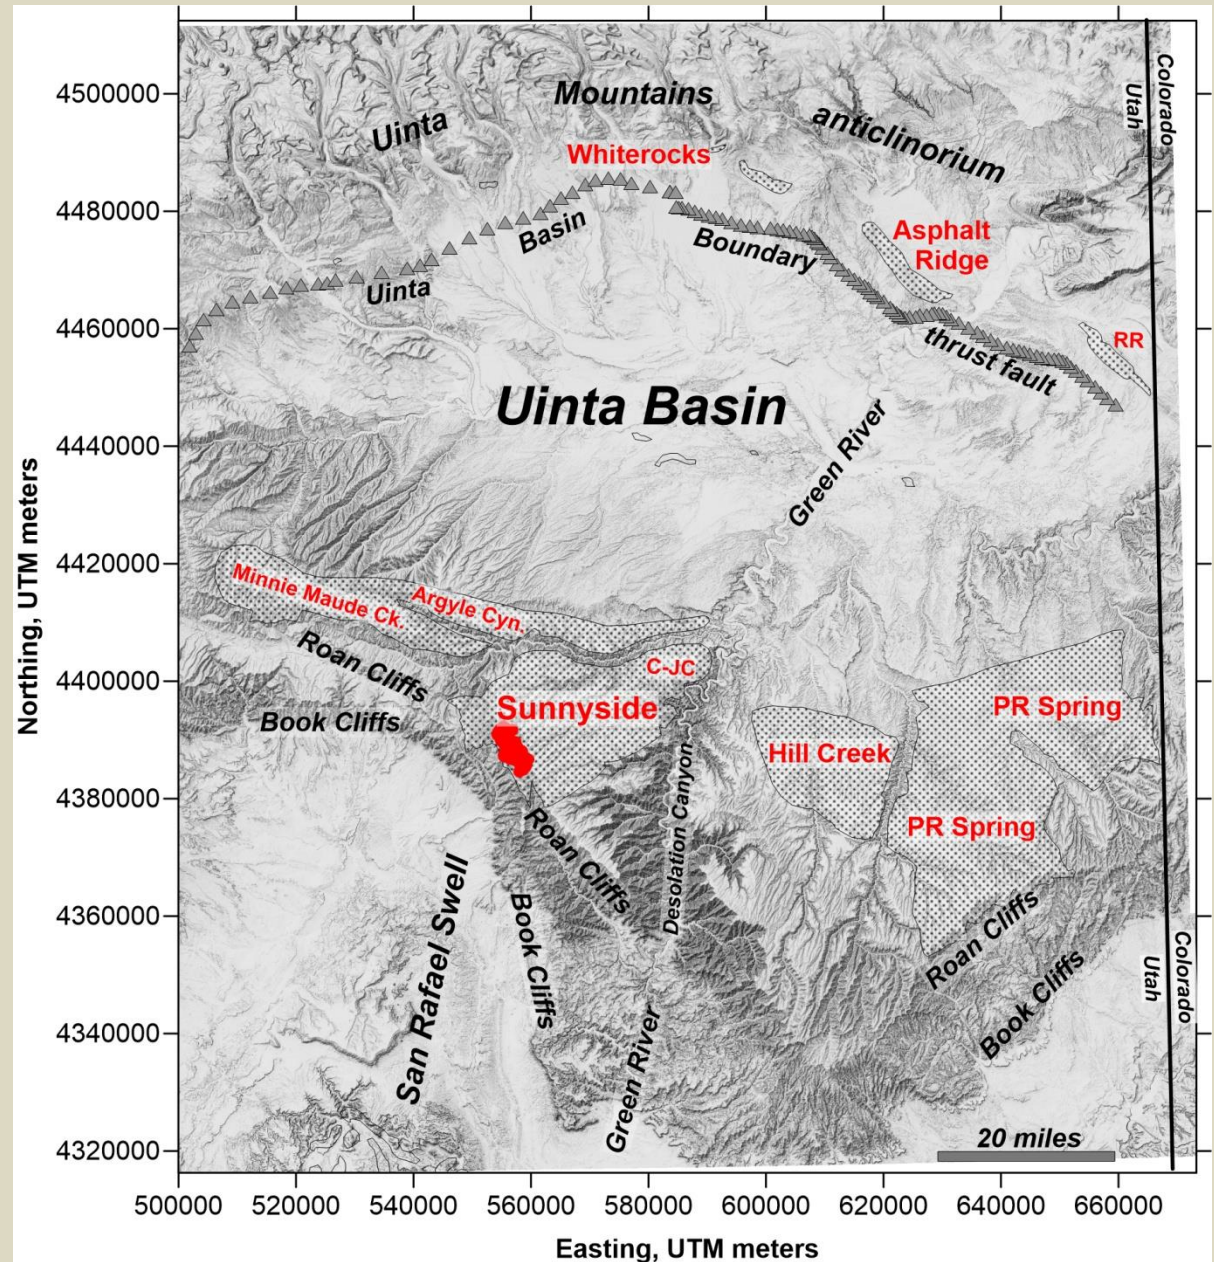 Colorado
Utah
4500000
Mountains
Uinta
anticlinorium
Whiterocks
4480000
Basin
Boundary
Asphalt
Ridge
Uinta
4460000
thrust fault
RR
Uinta Basin
4440000
Green River
4420000
Minnie Maude Ck.
Argyle Cyn.
Roan Cliffs
C-JC
4400000
Sunnyside
PR Spring
Book Cliffs
Hill Creek
4380000
Desolation Canyon
PR Spring
Roan Cliffs
San Rafael Swell
4360000
Book Cliffs
Roan Cliffs
Book Cliffs
Colorado
Utah
4340000
Green River
20 miles
4320000
Northing, UTM meters
500000 520000 540000 560000 580000 600000 620000 640000 660000
Easting, UTM meters